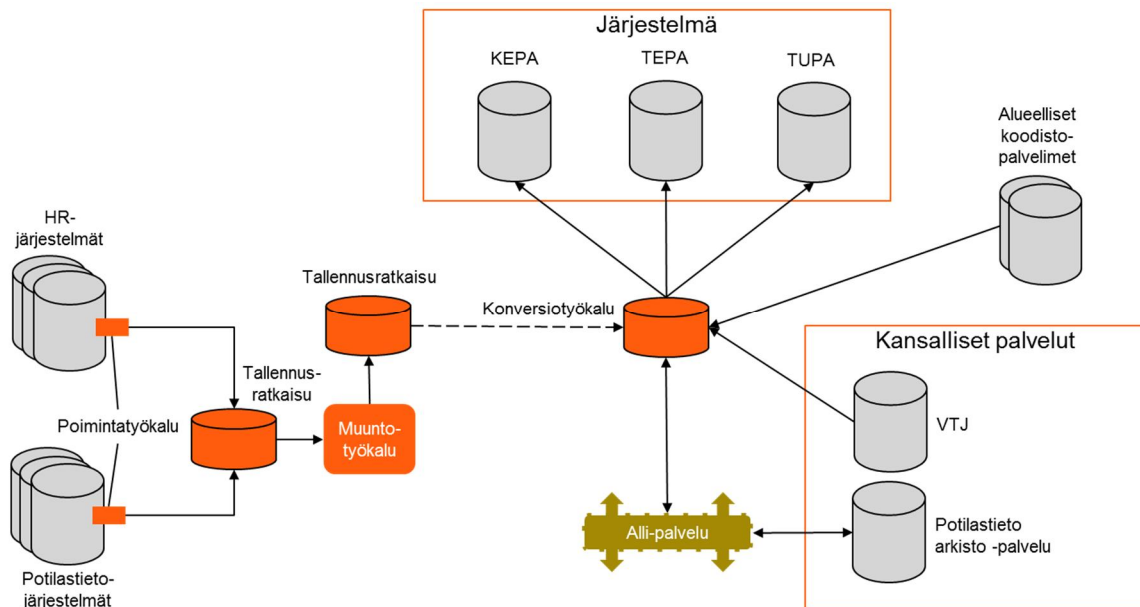 Järjestelmä
KEPA
TEPA
TUPA
Alueelliset
koodisto-
palvelimet
HR-
järjestelmät
Tallennusratkaisu
Konversiotyökalu
Kansalliset palvelut
Tallennus-
ratkaisu
Poimintatyökalu
Muunto-
työkalu
VTJ
Alli-palvelu
Potilastieto
arkisto -palvelu
Potilastieto-
järjestelmät